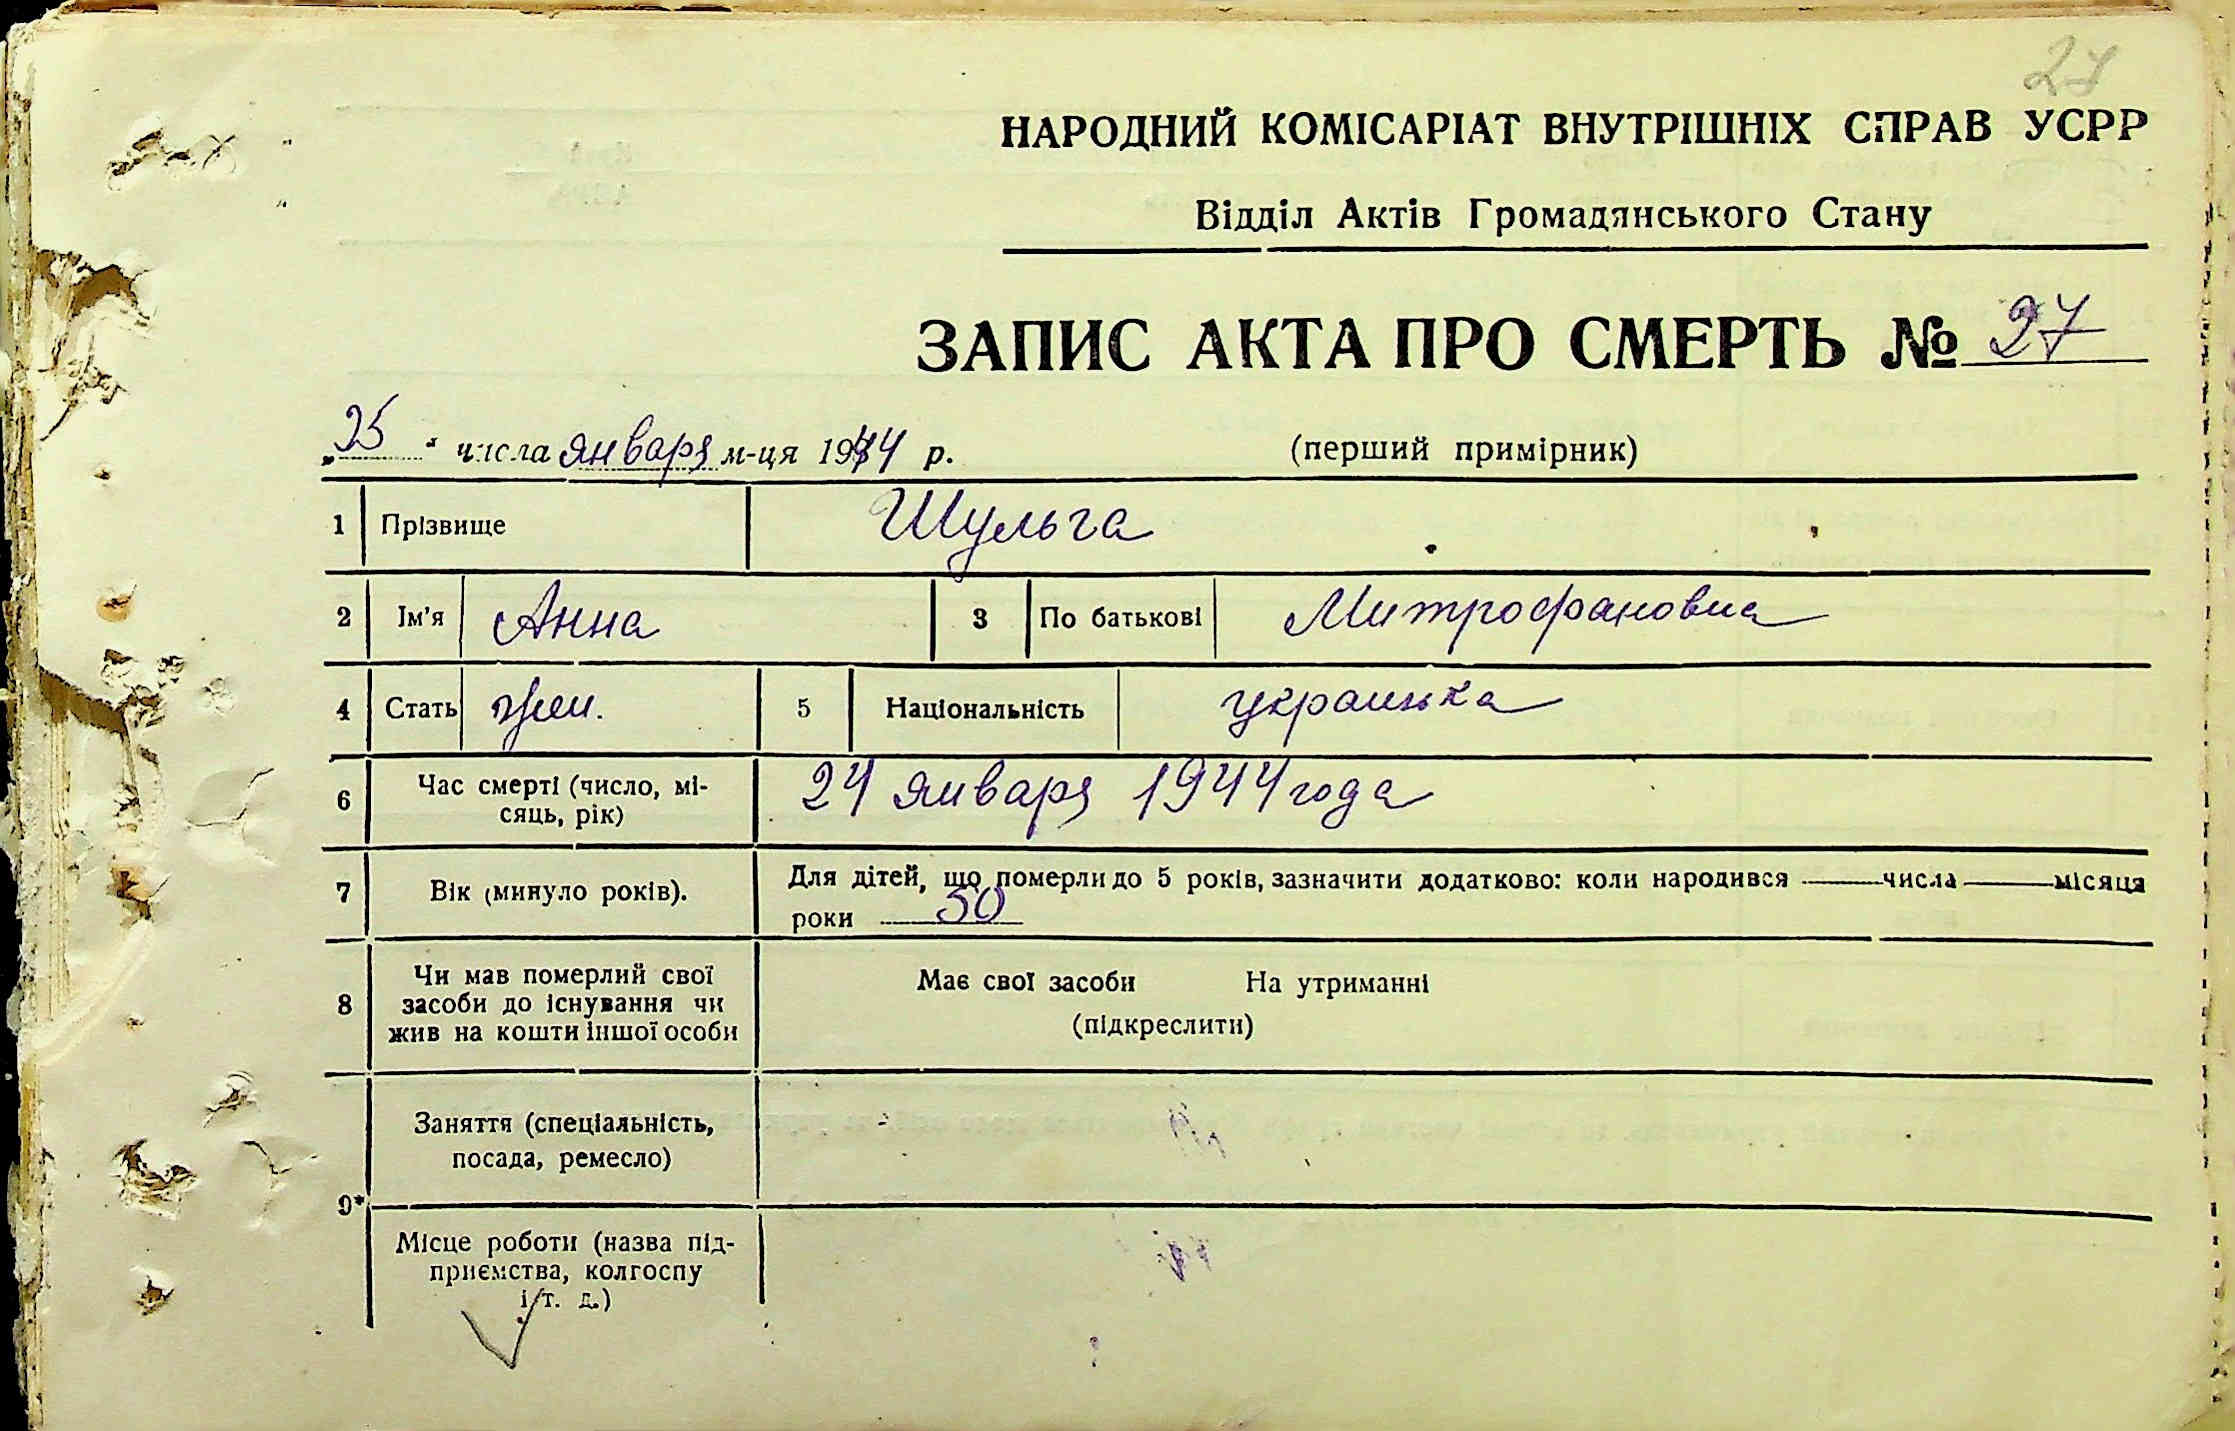 27
НАРОДНИЙ КОМІСАРІАТ ВНУТРІШНІХ СПРАВ УСРР
Відділ Актів Громадянського Стану
ЗАПИС АКТА ПРО СМЕРТЬ № 27
„25“ числа января м-ця 1944 р. (перший примірник)
1 Прізвище Шульга
2 Ім'я Анна 3 По батькові Митрофановна
4 Стать жен. 5 Національність украинка
6 Час смерті (число, мі-
сяць, рік) 24 января 1944 года
7 Вік (минуло років). Для дітей, що померли до 5 років, зазначити додатково: коли народився —— числа —— місяця
роки 50
8 Чи мав померлий свої
засоби до існування чи
жив на кошти іншої особи Має свої засоби На утриманні
(підкреслити)
9* Заняття (спеціальність,
посада, ремесло)
Місце роботи (назва під-
приємства, колгоспу
і т. д.)